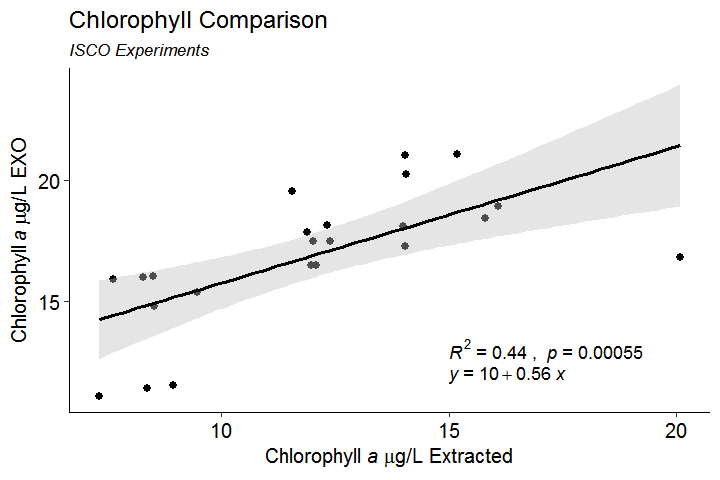 Chlorophyll Comparison
ISCO Experiments
Chlorophyll a μg/L EXO
20
15
R² = 0.44 , p = 0.00055
y = 10 + 0.56 x
10
15
20
Chlorophyll a μg/L Extracted